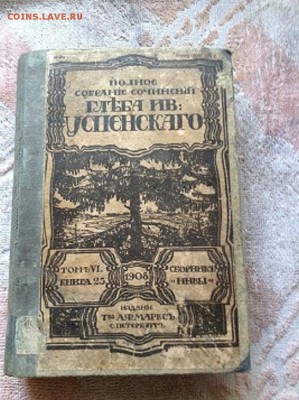 COINS.LAVE.RU
ПОЛНОЕ
СОБРАНІЕ СОЧИНЕНІЙ
ГЛѢБА ИВ:
УСПЕНСКАГО
ТОМЪ VI.
КНИГА 23
1908
СБОРНИКЪ
„НИВЫ“
ИЗДАНІЕ
Т-ва А.Ф.МАРКСЪ
С.ПЕТЕРБУРГЪ.